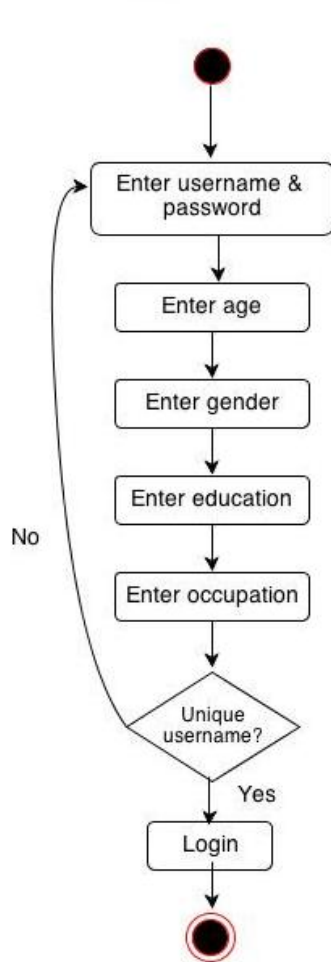 Enter username &
password
Enter age
Enter gender
Enter education
No
Enter occupation
Unique
username?
Yes
Login